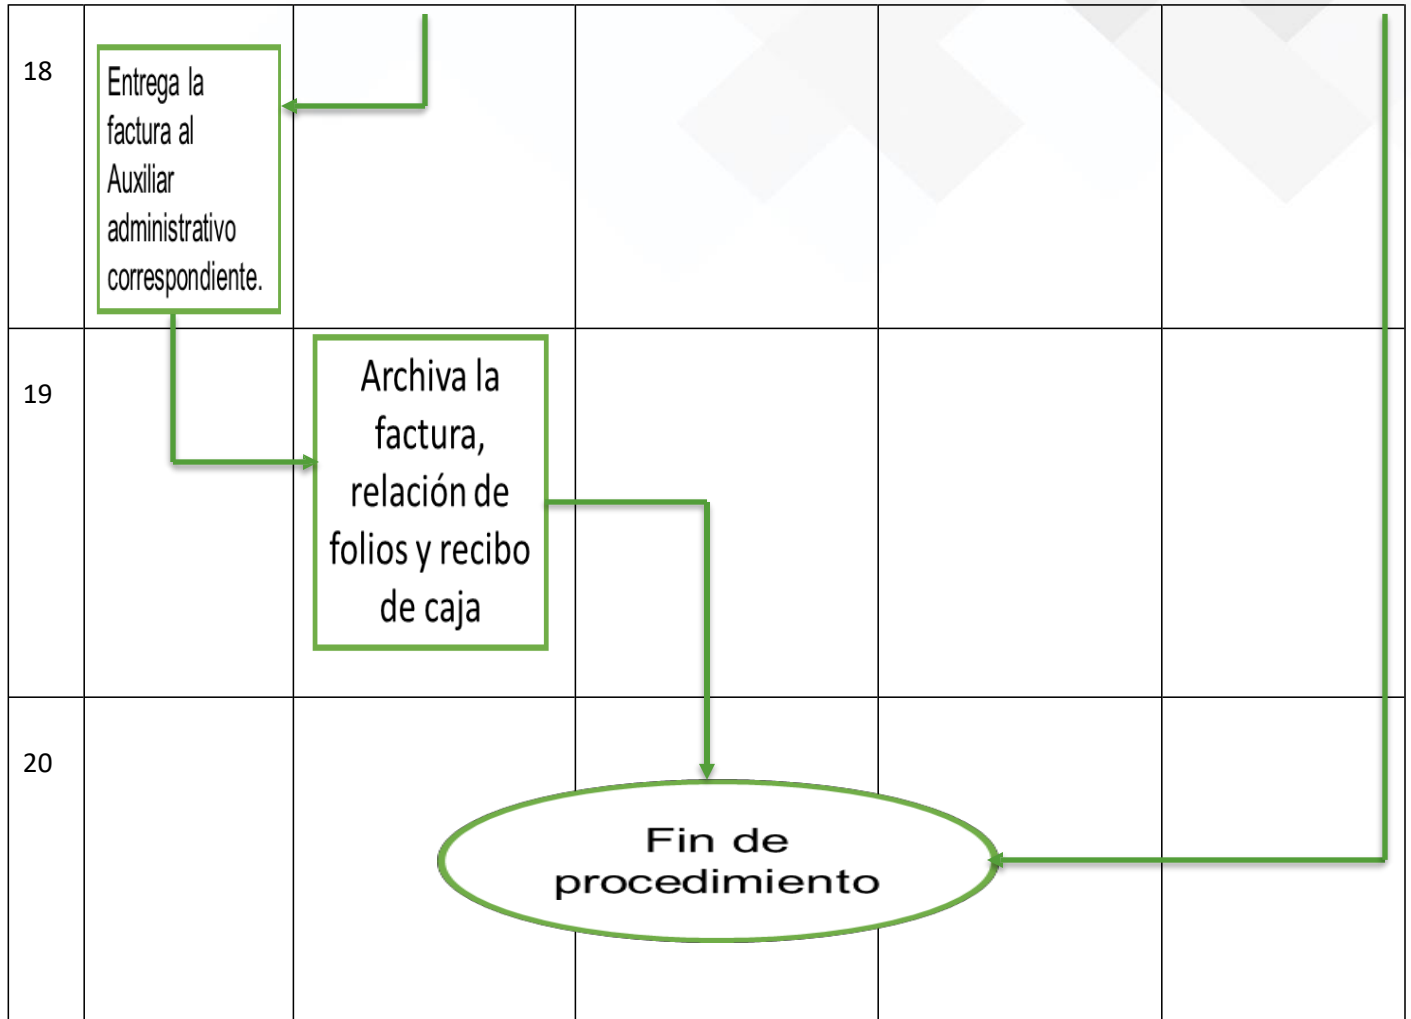 18
Entrega la
factura al
Auxiliar
administrativo
correspondiente.
19
Archiva la
factura,
relación de
folios y recibo
de caja
20
Fin de
procedimiento